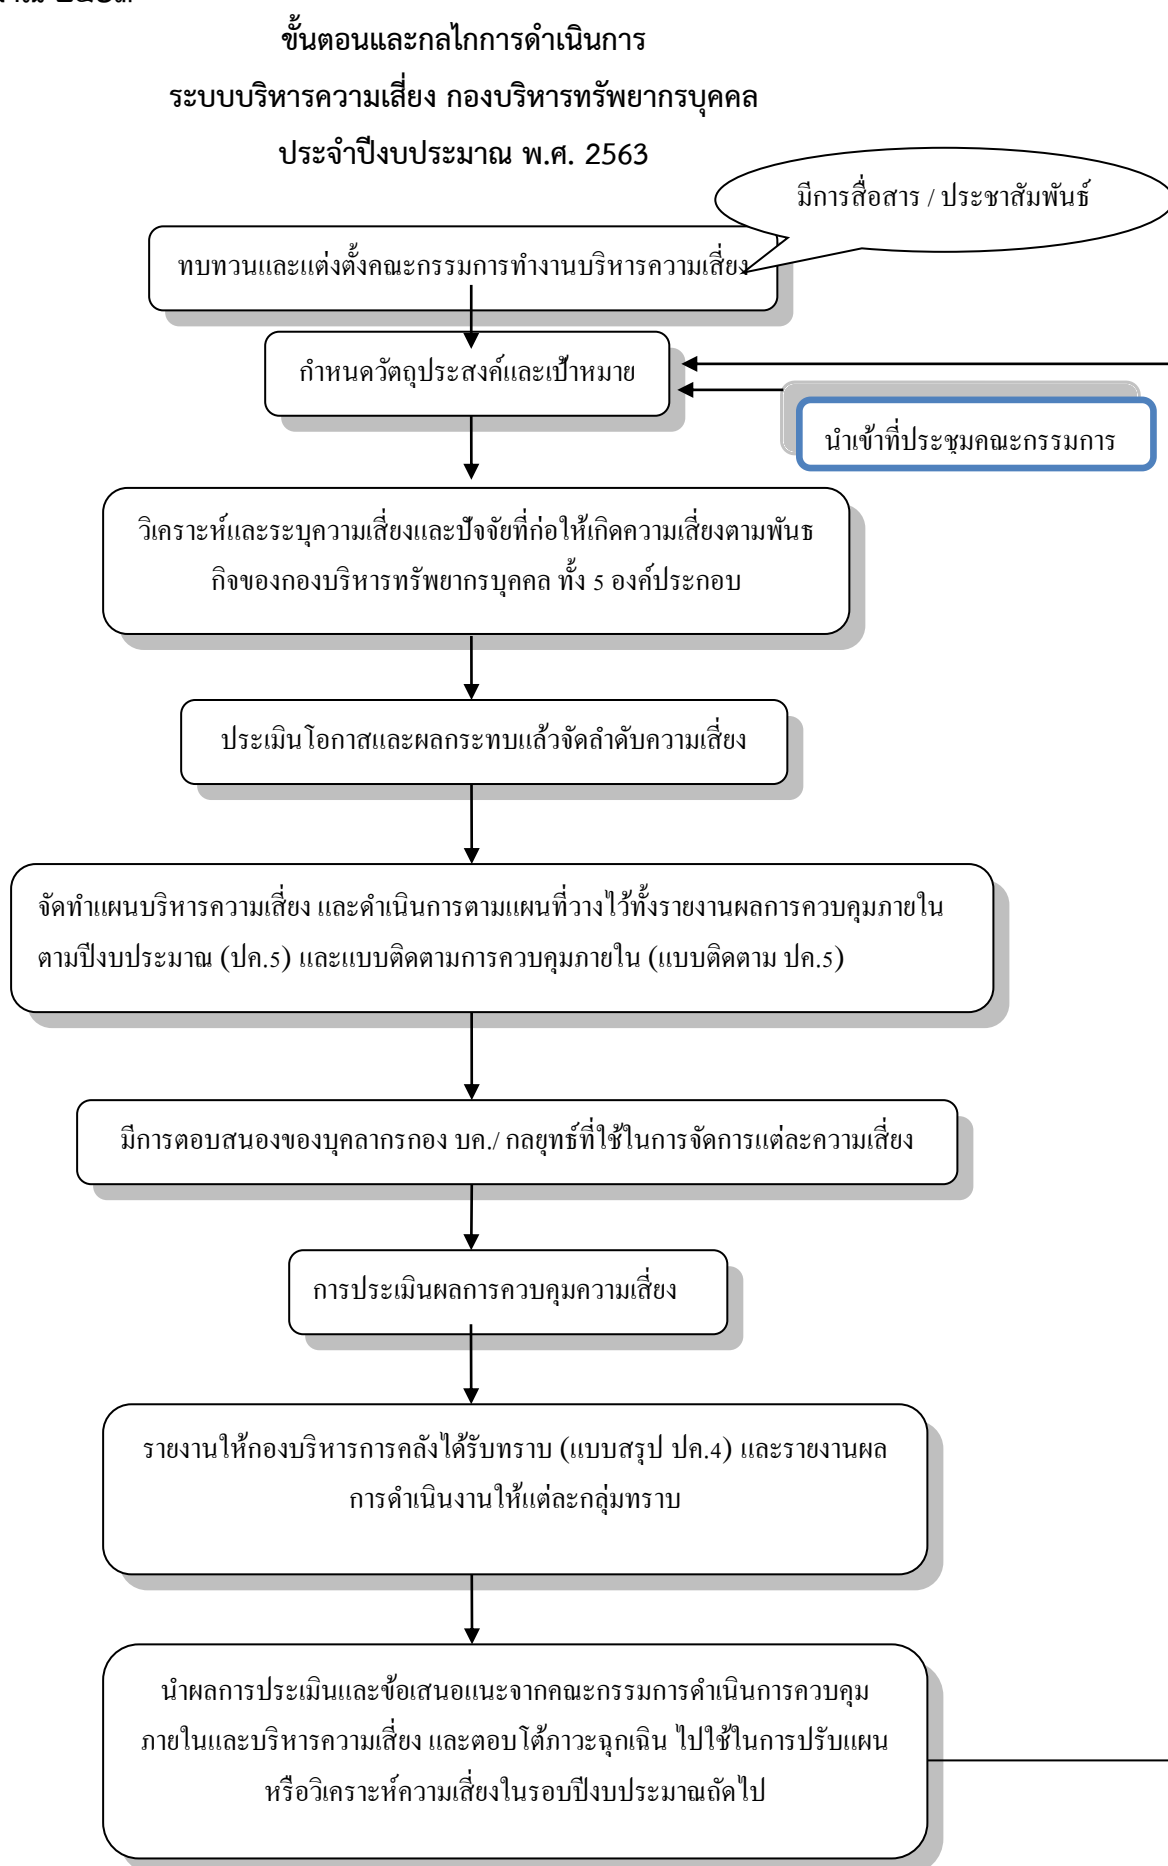 ขั้นตอนและกลไกการดำเนินการ
ระบบบริหารความเสี่ยง กองบริหารทรัพยากรบุคคล
ประจำปีงบประมาณ พ.ศ. 2563
มีการสื่อสาร / ประชาสัมพันธ์
ทบทวนและแต่งตั้งคณะกรรมการทำงานบริหารความเสี่ยง
กำหนดวัตถุประสงค์และเป้าหมาย
นำเข้าที่ประชุมคณะกรรมการ
วิเคราะห์และระบุความเสี่ยงและปัจจัยที่ก่อให้เกิดความเสี่ยงตามพันธ
กิจของกองบริหารทรัพยากรบุคคล ทั้ง 5 องค์ประกอบ
ประเมินโอกาสและผลกระทบแล้วจัดลำดับความเสี่ยง
จัดทำแผนบริหารความเสี่ยง และดำเนินการตามแผนที่วางไว้ทั้งรายงานผลการควบคุมภายใน
ตามปีงบประมาณ (ปค.5) และแบบติดตามการควบคุมภายใน (แบบติดตาม ปค.5)
มีการตอบสนองของบุคลากรกอง บค./ กลยุทธ์ที่ใช้ในการจัดการแต่ละความเสี่ยง
การประเมินผลการควบคุมความเสี่ยง
รายงานให้กองบริหารการคลังได้รับทราบ (แบบสรุป ปค.4) และรายงานผล
การดำเนินงานให้แต่ละกลุ่มทราบ
นำผลการประเมินและข้อเสนอแนะจากคณะกรรมการดำเนินการควบคุม
ภายในและบริหารความเสี่ยง และตอบโต้ภาวะฉุกเฉิน ไปใช้ในการปรับแผน
หรือวิเคราะห์ความเสี่ยงในรอบปีงบประมาณถัดไป